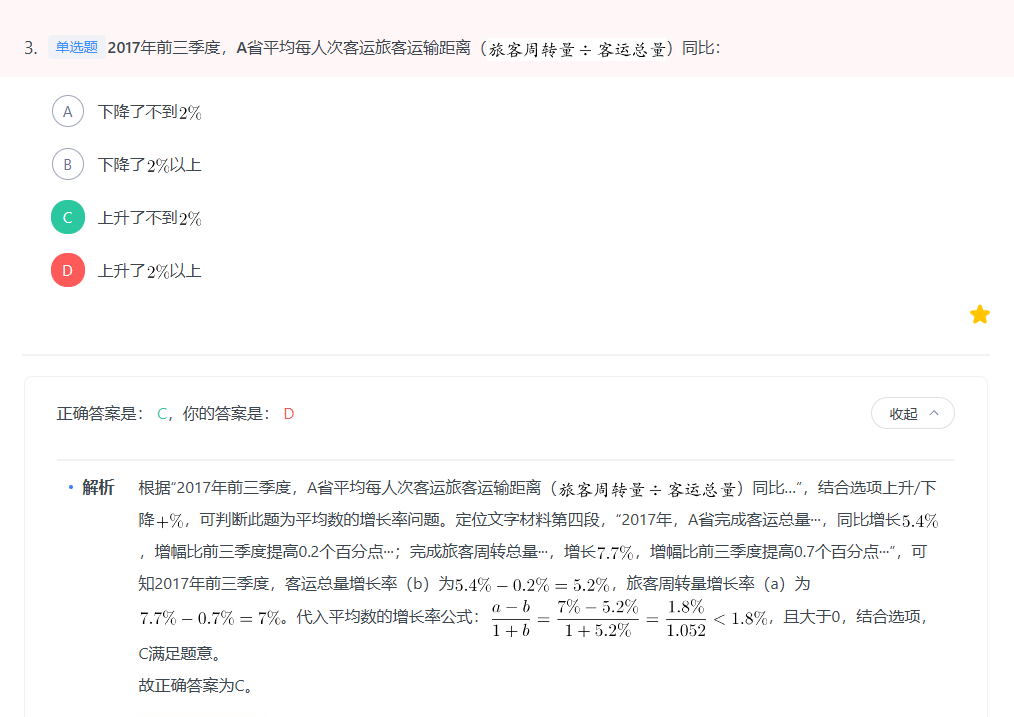 3. 单选题 2017年前三季度，A省平均每人次客运旅客运输距离（旅客周转量÷客运总量）同比：
A 下降了不到2%
B 下降了2%以上
C 上升了不到2%
D 上升了2%以上
正确答案是： C，你的答案是： D
收起
• 解析 根据“2017年前三季度，A省平均每人次客运旅客运输距离（旅客周转量÷客运总量）同比…”，结合选项上升/下
降+%，可判断此题为平均数的增长率问题。定位文字材料第四段，“2017年，A省完成客运总量…，同比增长5.4%
，增幅比前三季度提高0.2个百分点…；完成旅客周转总量…，增长7.7%，增幅比前三季度提高0.7个百分点…”，可
知2017年前三季度，客运总量增长率（b）为5.4%－0.2%＝5.2%，旅客周转量增长率（a）为
7.7%－0.7%＝7%。代入平均数的增长率公式：(a－b)/(1＋b)＝(7%－5.2%)/(1＋5.2%)＝1.8%/1.052＜1.8%，且大于0，结合选项，
C满足题意。
故正确答案为C。